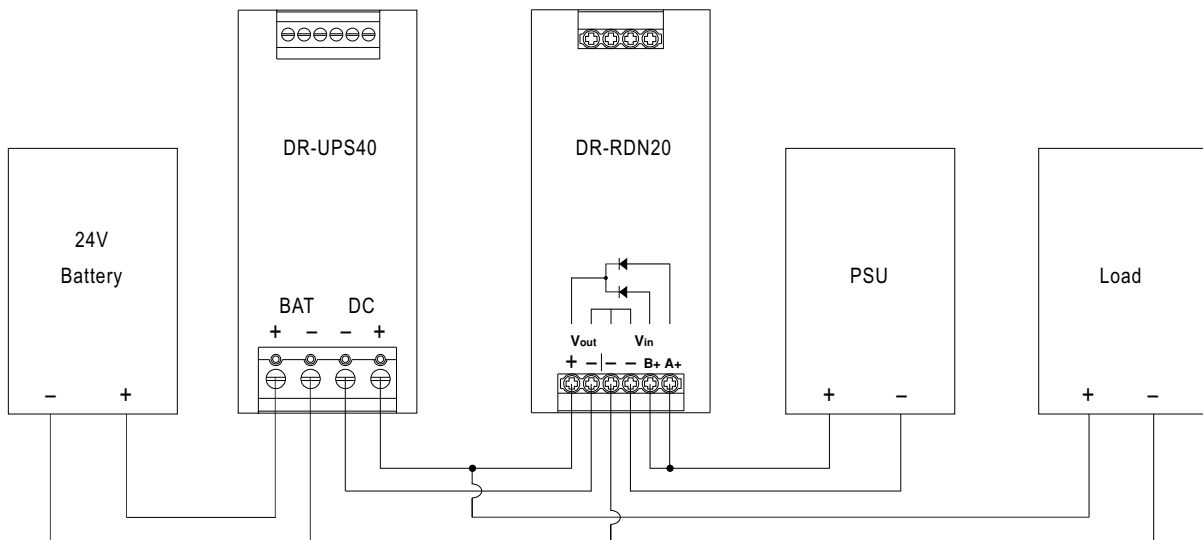 DR-UPS40
DR-RDN20
24V
Battery
PSU
Load
BAT DC
+ − − +
Vout Vin
+ − − − B+ A+
− +
+ −
+ −